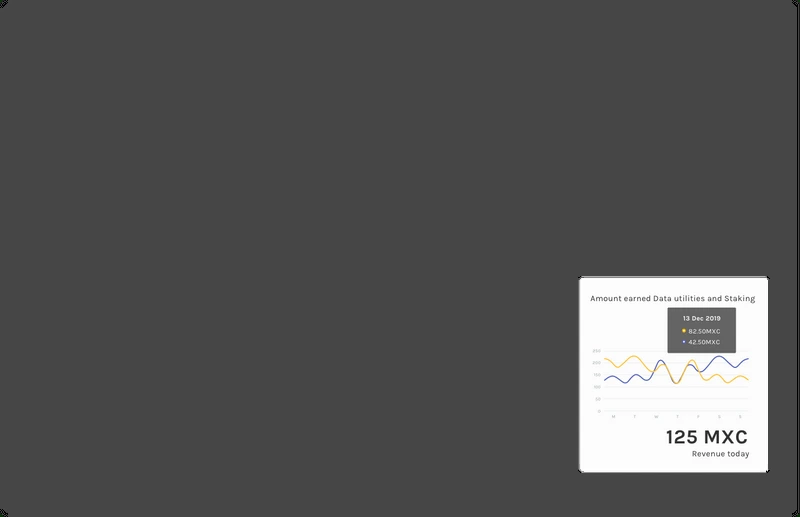 Amount earned Data utilities and Staking
13 Dec 2019
82.50MXC
42.50MXC
250
200
150
100
50
0
M T W T F S S
125 MXC
Revenue today